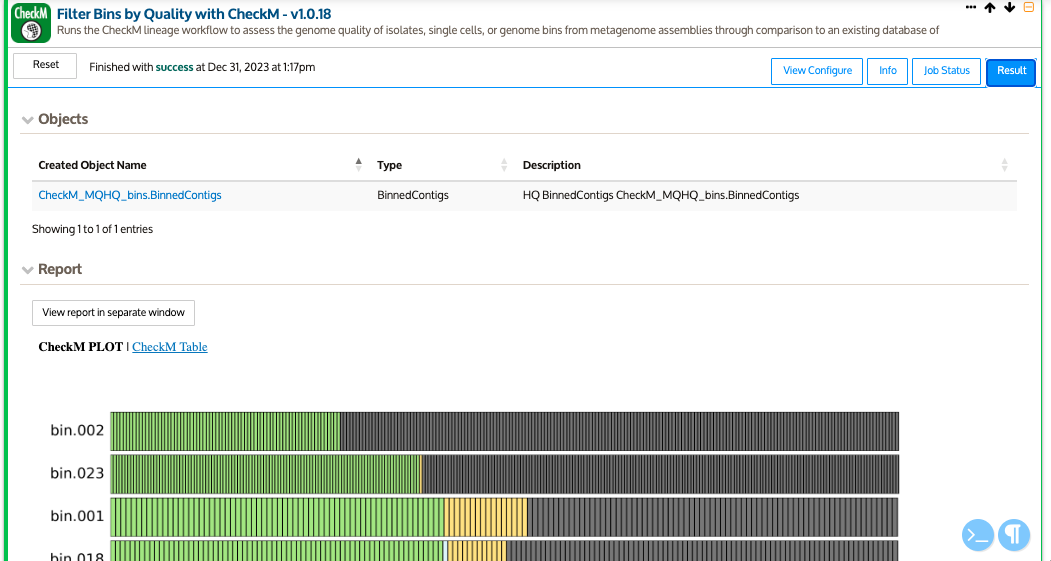 CheckM
Filter Bins by Quality with CheckM - v1.0.18
Runs the CheckM lineage workflow to assess the genome quality of isolates, single cells, or genome bins from metagenome assemblies through comparison to an existing database of
Reset
Finished with success at Dec 31, 2023 at 1:17pm
View Configure
Info
Job Status
Result
Objects
Created Object Name Type Description
CheckM_MQHQ_bins.BinnedContigs BinnedContigs HQ BinnedContigs CheckM_MQHQ_bins.BinnedContigs
Showing 1 to 1 of 1 entries
Report
View report in separate window
CheckM PLOT | CheckM Table
bin.002
bin.023
bin.001
bin.018